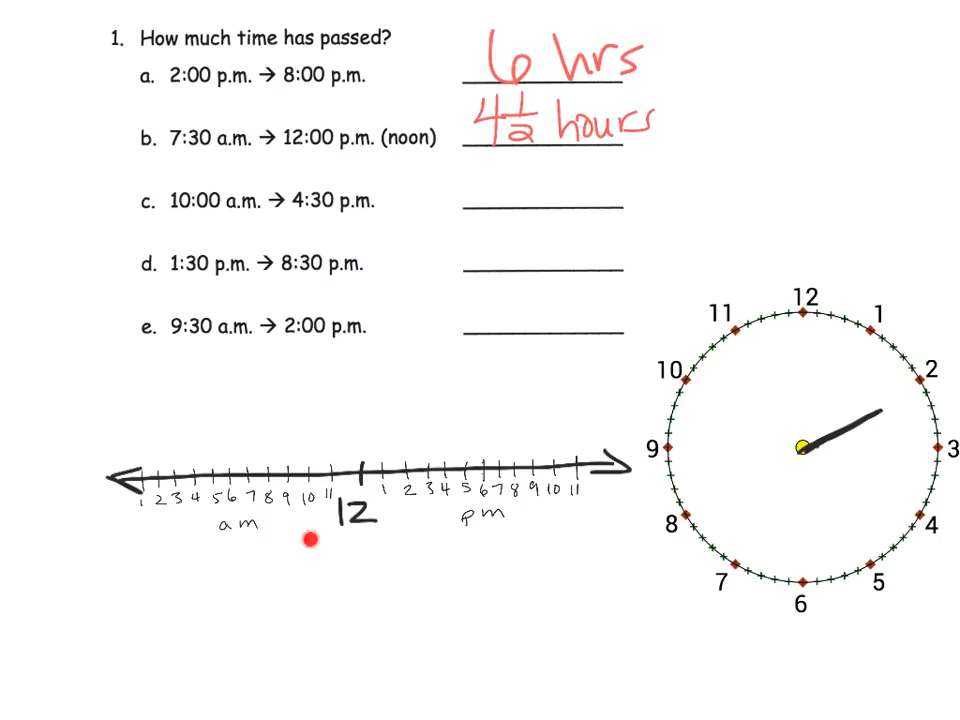 1. How much time has passed?
a. 2:00 p.m. → 8:00 p.m. 6 hrs
b. 7:30 a.m. → 12:00 p.m. (noon) 4 1/2 hours
c. 10:00 a.m. → 4:30 p.m.
d. 1:30 p.m. → 8:30 p.m.
e. 9:30 a.m. → 2:00 p.m.
12
11 1
10 2
9 3
8 4
7 5
6
1 2 3 4 5 6 7 8 9 10 11 12 1 2 3 4 5 6 7 8 9 10 11
am pm